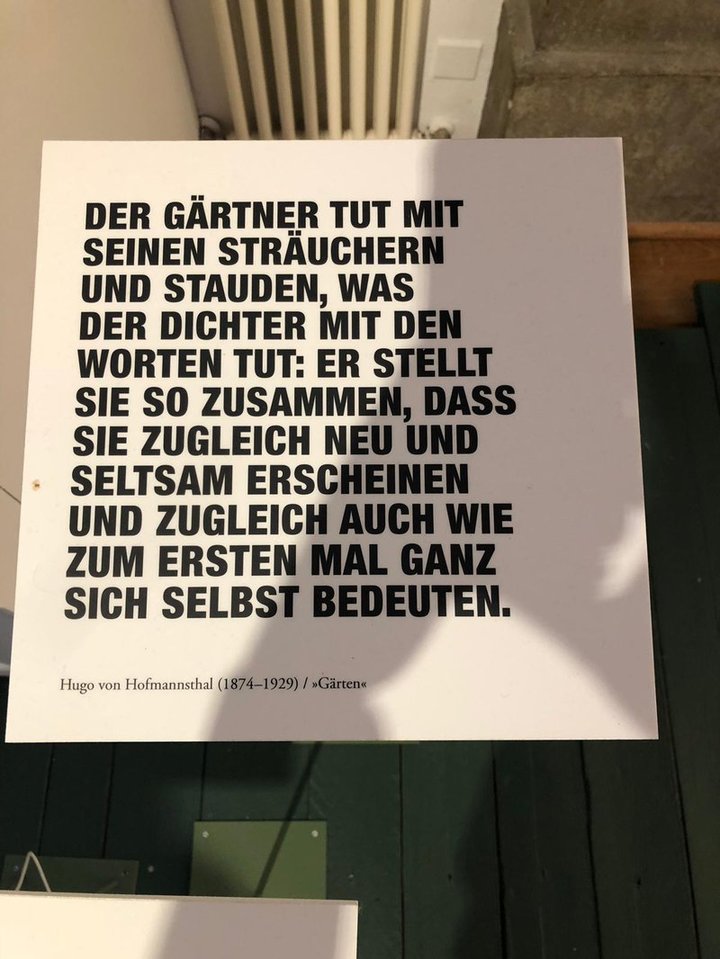 DER GÄRTNER TUT MIT
SEINEN STRÄUCHERN
UND STAUDEN, WAS
DER DICHTER MIT DEN
WORTEN TUT: ER STELLT
SIE SO ZUSAMMEN, DASS
SIE ZUGLEICH NEU UND
SELTSAM ERSCHEINEN
UND ZUGLEICH AUCH WIE
ZUM ERSTEN MAL GANZ
SICH SELBST BEDEUTEN.
Hugo von Hofmannsthal (1874–1929) / »Gärten«